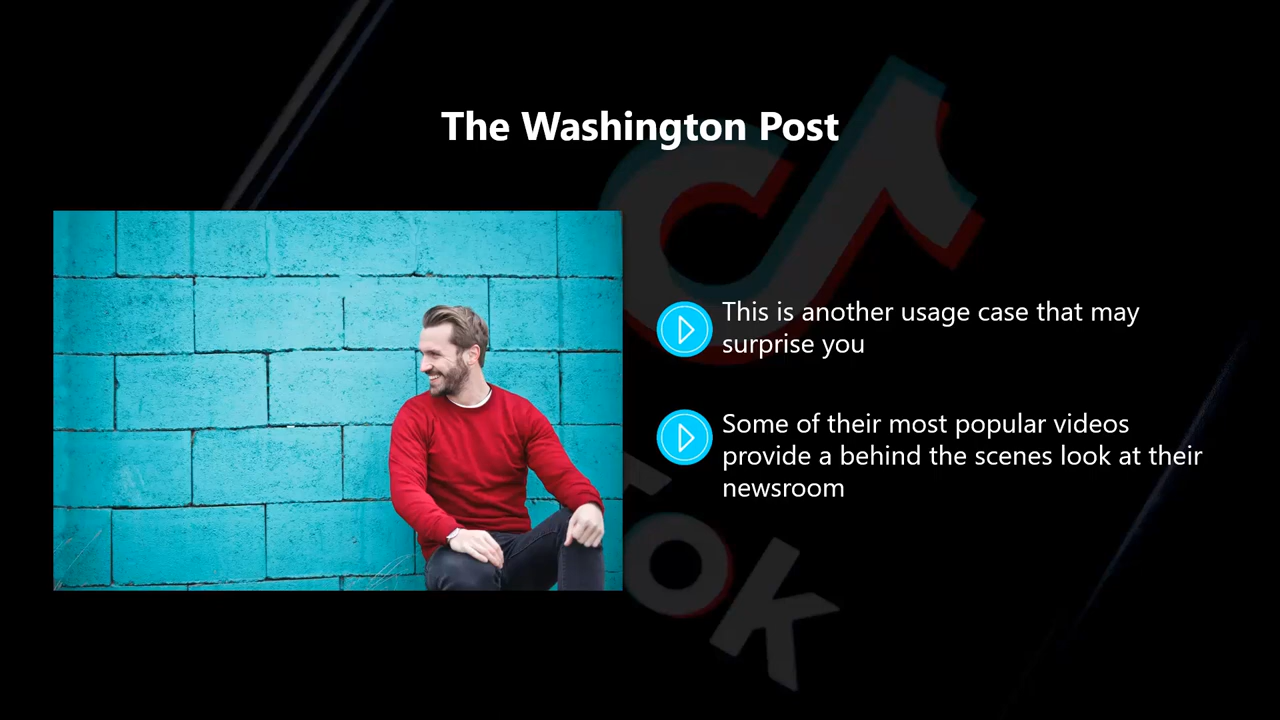 The Washington Post
This is another usage case that may
surprise you
Some of their most popular videos
provide a behind the scenes look at their
newsroom
Tok